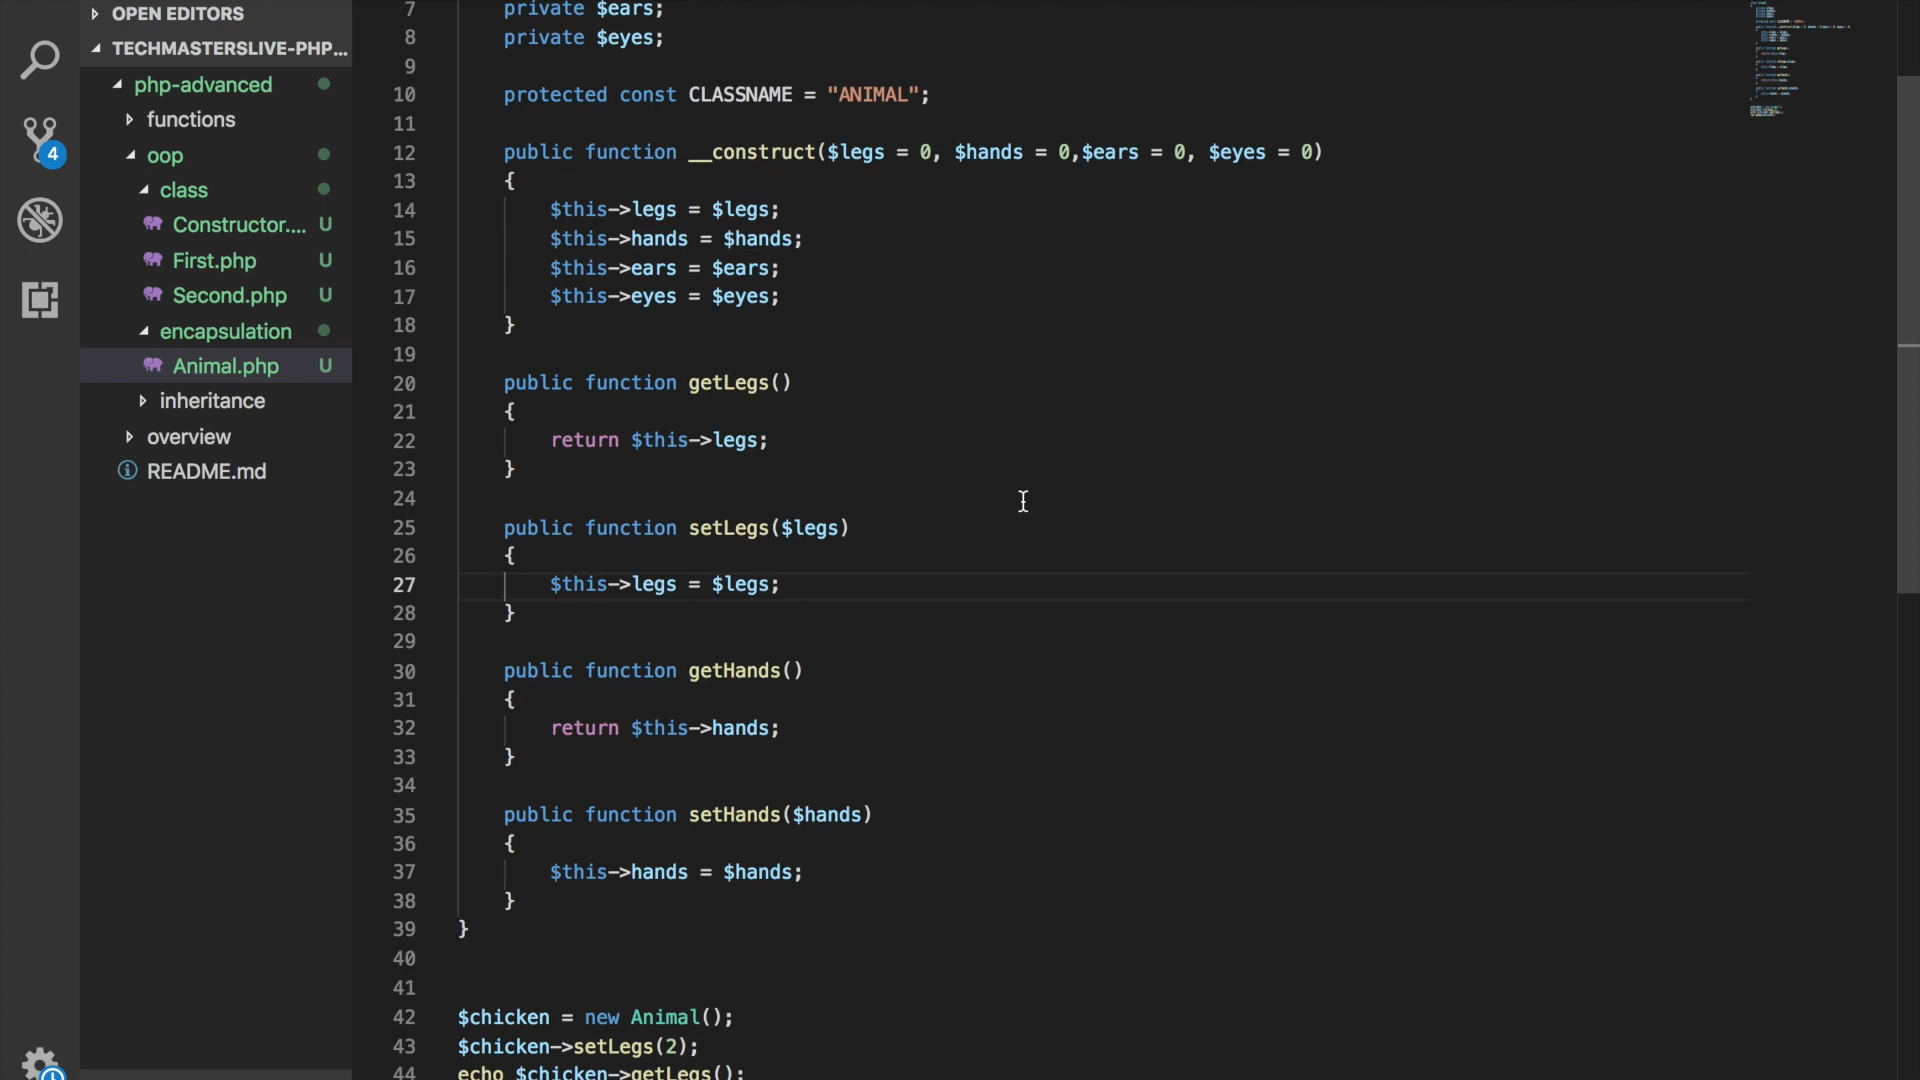 OPEN EDITORS
TECHMASTERSLIVE-PHP...
php-advanced
functions
4
oop
class
Constructor.... U
First.php U
Second.php U
encapsulation
Animal.php U
inheritance
overview
README.md
7 private $ears;
8 private $eyes;
9
10 protected const CLASSNAME = "ANIMAL";
11
12 public function __construct($legs = 0, $hands = 0,$ears = 0, $eyes = 0)
13 {
14 $this->legs = $legs;
15 $this->hands = $hands;
16 $this->ears = $ears;
17 $this->eyes = $eyes;
18 }
19
20 public function getLegs()
21 {
22 return $this->legs;
23 }
24
25 public function setLegs($legs)
26 {
27 $this->legs = $legs;
28 }
29
30 public function getHands()
31 {
32 return $this->hands;
33 }
34
35 public function setHands($hands)
36 {
37 $this->hands = $hands;
38 }
39 }
40
41
42 $chicken = new Animal();
43 $chicken->setLegs(2);
44 echo $chicken->getLegs();